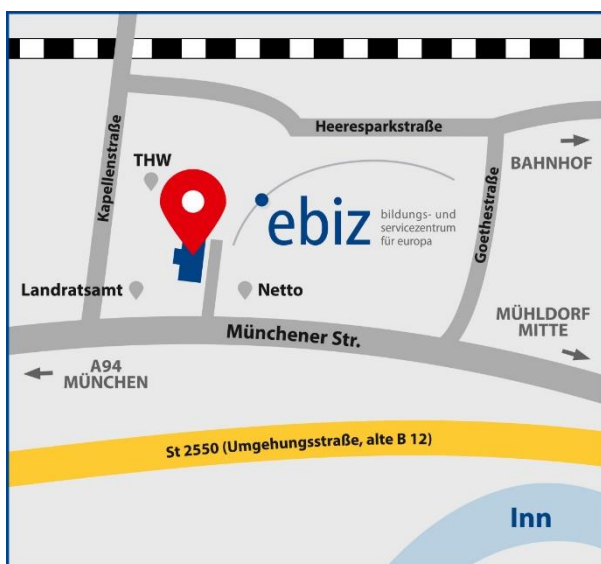 Heeresparkstraße
Kapellenstraße
THW
BAHNHOF
Goethestraße
ebiz
bildungs- und
servicezentrum
für europa
Landratsamt
Netto
Münchener Str.
MÜHLDORF
MITTE
A94
MÜNCHEN
St 2550 (Umgehungsstraße, alte B 12)
Inn